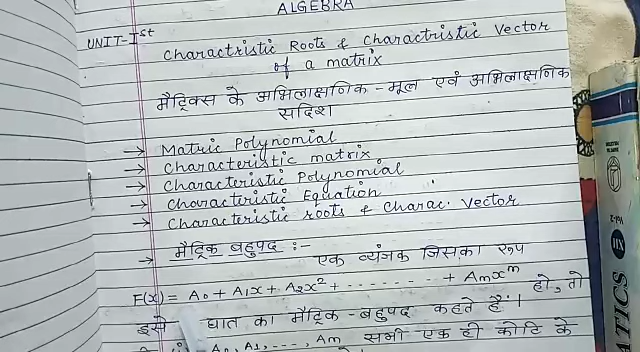 ALGEBRA
UNIT-Ist
Charactristic Roots & Charactristic Vector
of a matrix
मैट्रिक्स के अभिलाक्षणिक - मूल एवं अभिलाक्षणिक
सदिश
→ Matric Polynomial
→ Characteristic matrix
→ Characteristic Polynomial
→ Characteristic Equation
→ Characteristic roots & Charac. Vector
→ मैट्रिक बहुपद :- एक व्यंजक जिसका रूप
F(x) = A₀ + A₁x + A₂x² + ........ + Amxᵐ हो, तो
इसे घात का मैट्रिक - बहुपद कहते हैं।
A₀, A₁, ---, Am सभी एक ही कोटि के
XII
ATICS